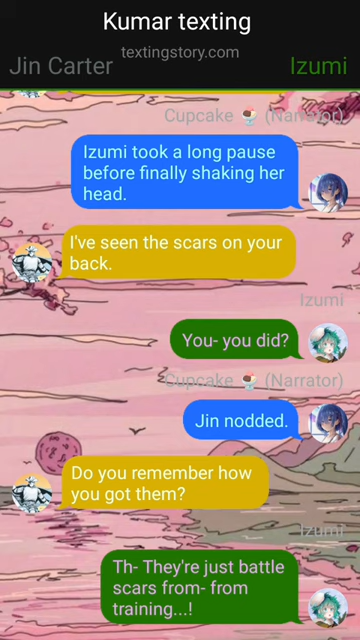 Kumar texting
textingstory.com
Jin Carter
Izumi
Cupcake 🍨 (Narrator)
Izumi took a long pause
before finally shaking her
head.
I've seen the scars on your
back.
Izumi
You- you did?
Cupcake 🍨 (Narrator)
Jin nodded.
Do you remember how
you got them?
Izumi
Th- They're just battle
scars from- from
training...!